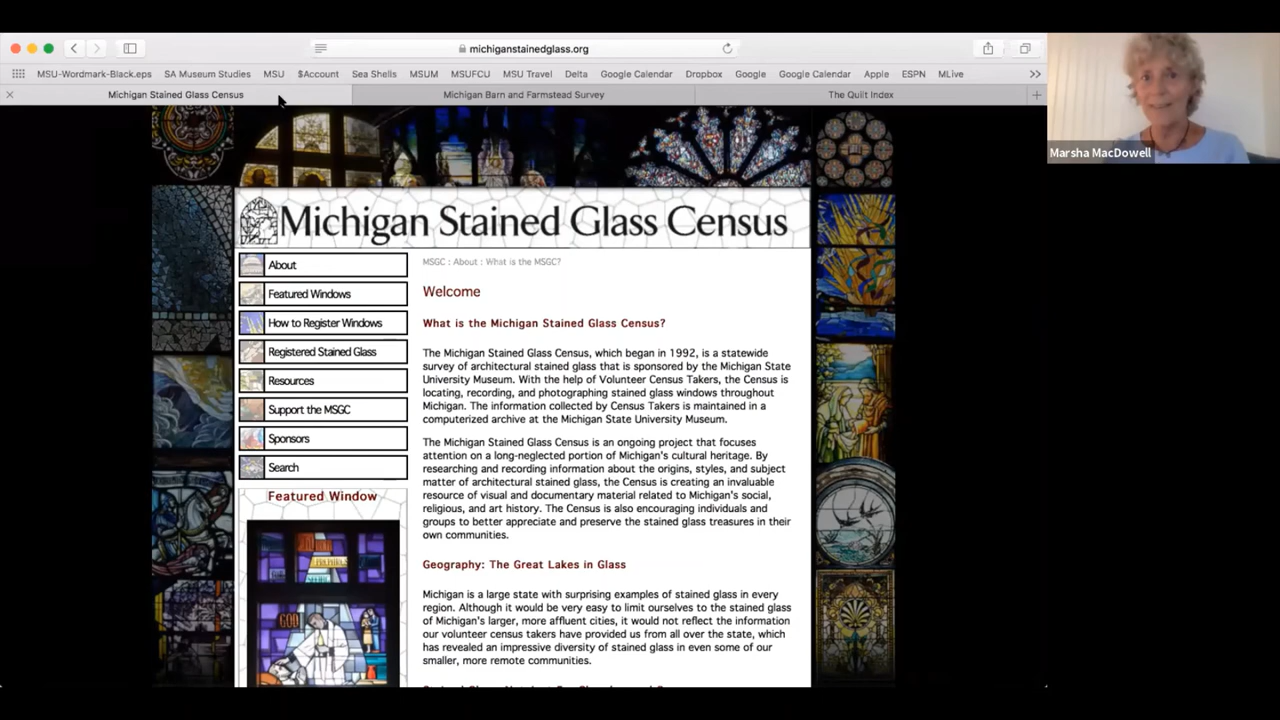 michiganstainedglass.org
MSU-Wordmark-Black.eps SA Museum Studies MSU $Account Sea Shells MSUM MSUFCU MSU Travel Delta Google Calendar Dropbox Google Google Calendar Apple ESPN MLive
Michigan Stained Glass Census Michigan Barn and Farmstead Survey The Quilt Index
Marsha MacDowell
Michigan Stained Glass Census
About
Featured Windows
How to Register Windows
Registered Stained Glass
Resources
Support the MSGC
Sponsors
Search
Featured Window
GOD
MSGC : About : What is the MSGC?
Welcome
What is the Michigan Stained Glass Census?
The Michigan Stained Glass Census, which began in 1992, is a statewide
survey of architectural stained glass that is sponsored by the Michigan State
University Museum. With the help of Volunteer Census Takers, the Census is
locating, recording, and photographing stained glass windows throughout
Michigan. The information collected by Census Takers is maintained in a
computerized archive at the Michigan State University Museum.
The Michigan Stained Glass Census is an ongoing project that focuses
attention on a long-neglected portion of Michigan's cultural heritage. By
researching and recording information about the origins, styles, and subject
matter of architectural stained glass, the Census is creating an invaluable
resource of visual and documentary material related to Michigan's social,
religious, and art history. The Census is also encouraging individuals and
groups to better appreciate and preserve the stained glass treasures in their
own communities.
Geography: The Great Lakes in Glass
Michigan is a large state with surprising examples of stained glass in every
region. Although it would be very easy to limit ourselves to the stained glass
of Michigan's larger, more affluent cities, it would not reflect the information
our volunteer census takers have provided us from all over the state, which
has revealed an impressive diversity of stained glass in even some of our
smaller, more remote communities.